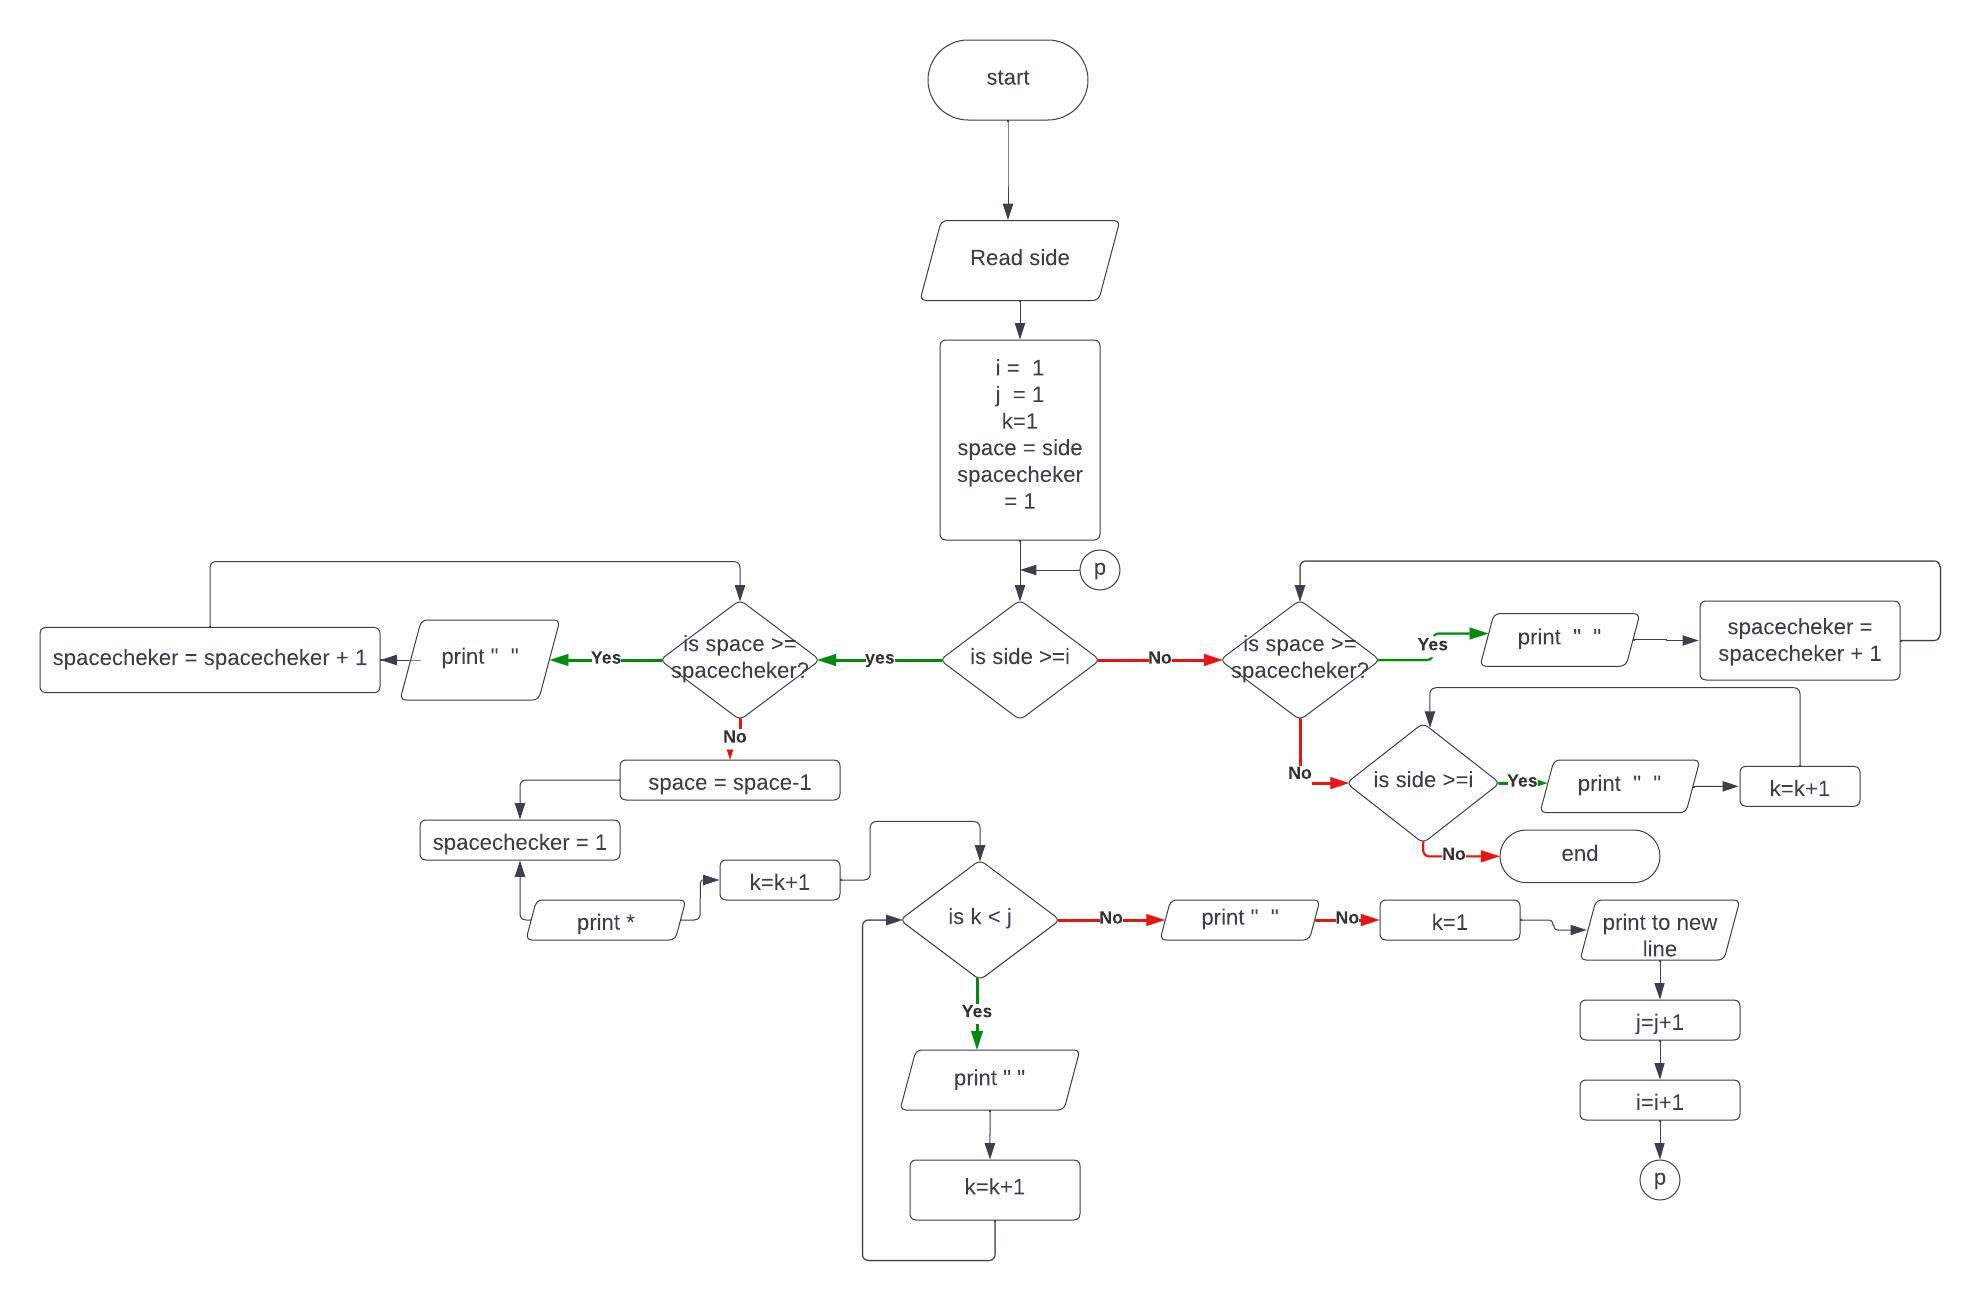 start
Read side
i =  1
j  = 1
k=1
space = side
spacecheker
= 1
p
spacecheker = spacecheker + 1
print "  "
Yes
is space >=
spacecheker?
yes
is side >=i
No
is space >=
spacecheker?
Yes
print  "  "
spacecheker =
spacecheker + 1
No
space = space-1
spacechecker = 1
print *
k=k+1
No
is side >=i
Yes
print  "  "
k=k+1
No
end
is k < j
No
print "  "
No
k=1
print to new
line
Yes
print " "
k=k+1
j=j+1
i=i+1
p